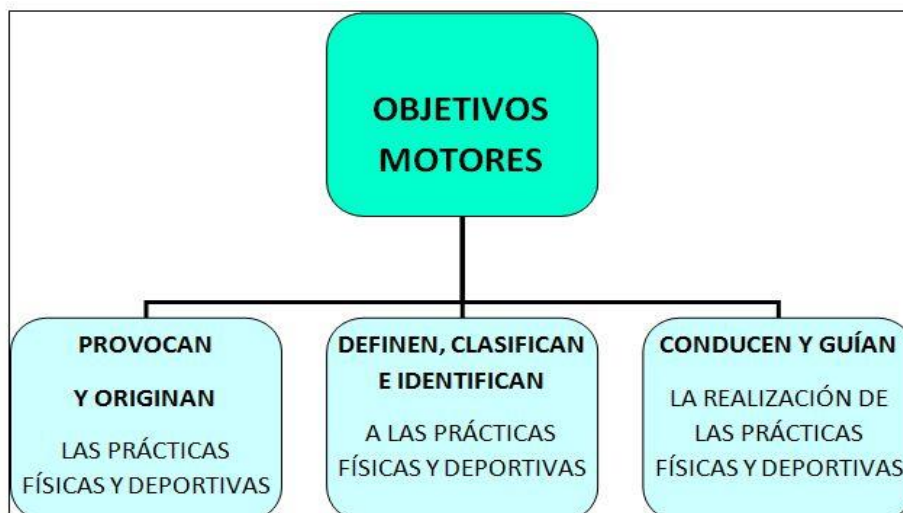 OBJETIVOS
MOTORES
PROVOCAN
Y ORIGINAN
LAS PRÁCTICAS
FÍSICAS Y DEPORTIVAS
DEFINEN, CLASIFICAN
E IDENTIFICAN
A LAS PRÁCTICAS
FÍSICAS Y DEPORTIVAS
CONDUCEN Y GUÍAN
LA REALIZACIÓN DE
LAS PRÁCTICAS
FÍSICAS Y DEPORTIVAS